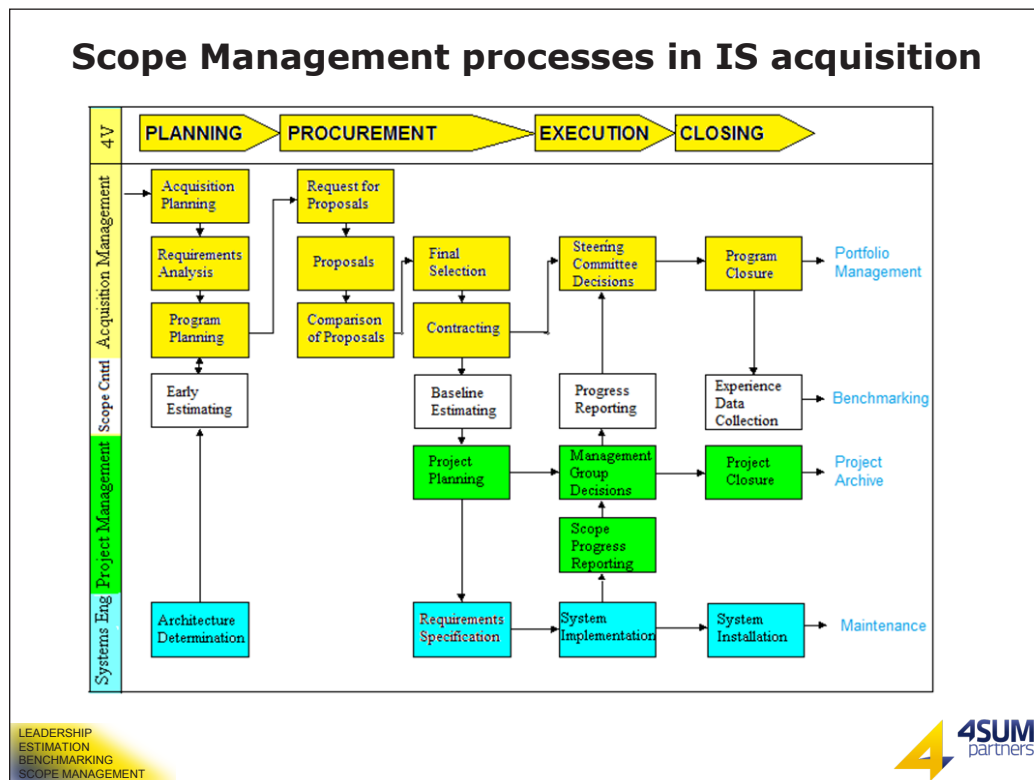 Scope Management processes in IS acquisition
4V
PLANNING
PROCUREMENT
EXECUTION
CLOSING
Acquisition Management
Acquisition
Planning
Request for
Proposals
Requirements
Analysis
Proposals
Final
Selection
Steering
Committee
Decisions
Program
Closure
Portfolio
Management
Program
Planning
Comparison
of Proposals
Contracting
Scope Cntrl
Early
Estimating
Baseline
Estimating
Progress
Reporting
Experience
Data
Collection
Benchmarking
Project Management
Project
Planning
Management
Group
Decisions
Project
Closure
Project
Archive
Scope
Progress
Reporting
Systems Eng
Architecture
Determination
Requirements
Specification
System
Implementation
System
Installation
Maintenance
LEADERSHIP
ESTIMATION
BENCHMARKING
SCOPE MANAGEMENT
4SUM
partners